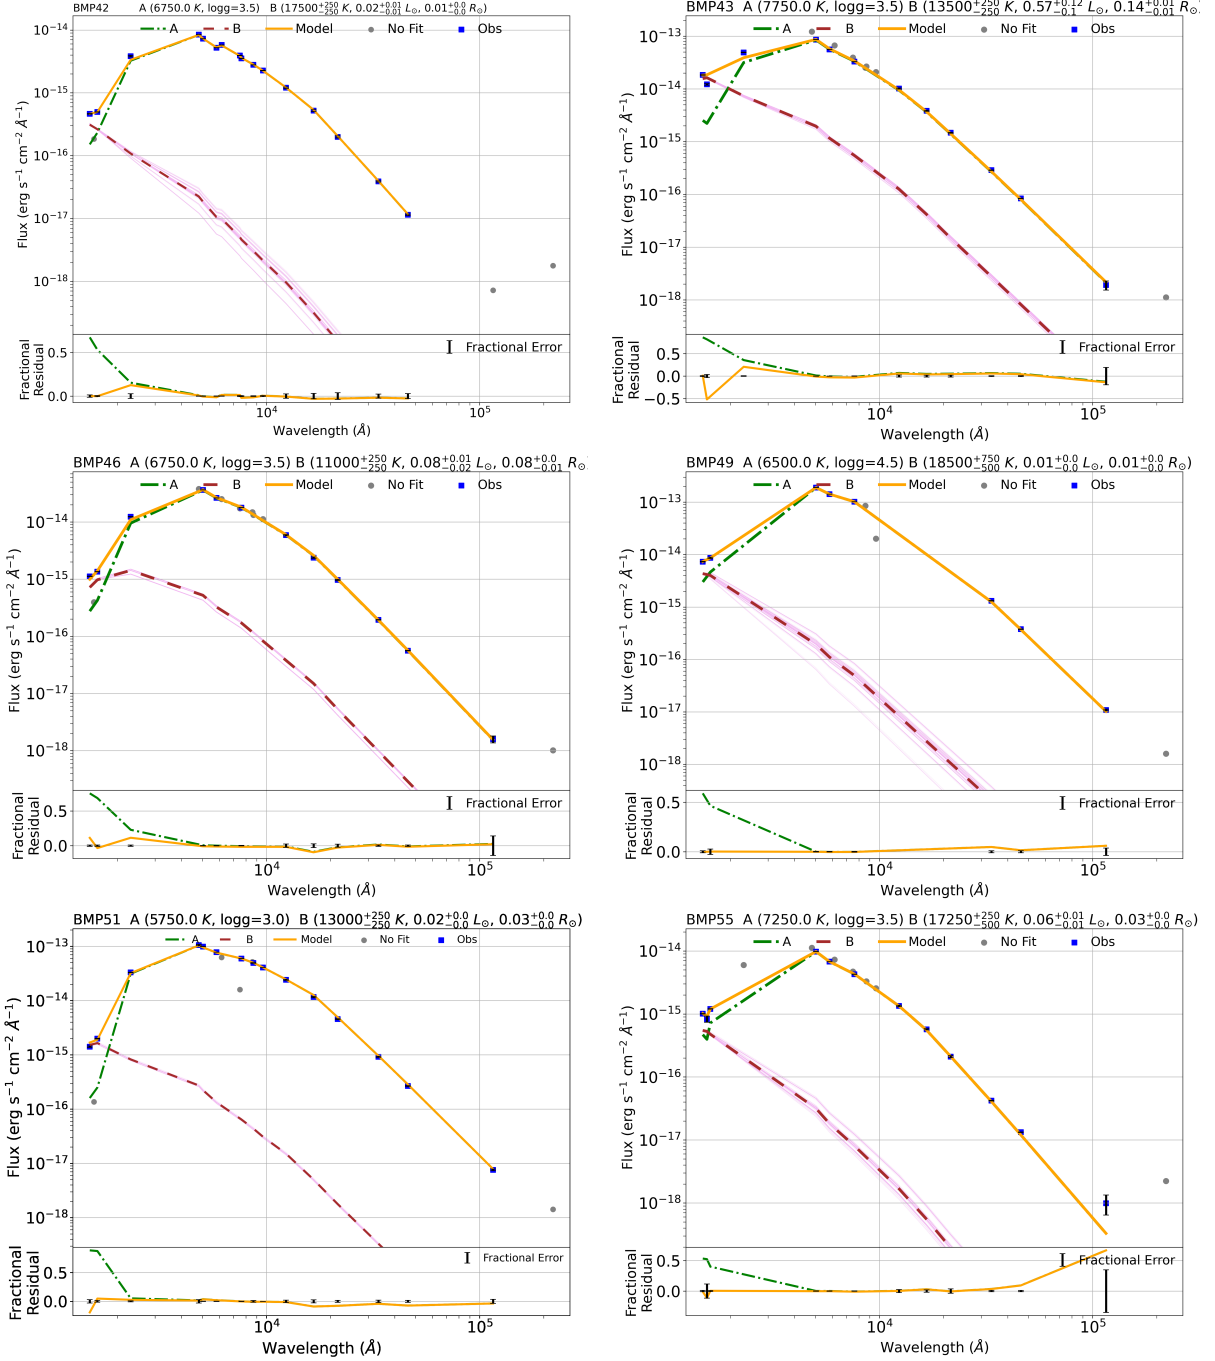 BMP42 A (6750.0 K, logg=3.5) B (17500+250−250 K, 0.02+0.01−0.01 L⊙, 0.01+0.0−0.0 R⊙)
A B Model No Fit Obs
10−14
10−15
10−16
10−17
10−18
Flux (erg s−1 cm−2 Å−1)
Fractional Error
0.5
0.0
Fractional
Residual
104 105
Wavelength (Å)
BMP43 A (7750.0 K, logg=3.5) B (13500+250−250 K, 0.57+0.12−0.1 L⊙, 0.14+0.01−0.01 R⊙
A B Model No Fit Obs
10−13
10−14
10−15
10−16
10−17
10−18
Flux (erg s−1 cm−2 Å−1)
Fractional Error
0.5
0.0
−0.5
Fractional
Residual
104 105
Wavelength (Å)
BMP46 A (6750.0 K, logg=3.5) B (11000+250−250 K, 0.08+0.01−0.02 L⊙, 0.08+0.0−0.01 R⊙
A B Model No Fit Obs
10−14
10−15
10−16
10−17
10−18
Flux (erg s−1 cm−2 Å−1)
Fractional Error
0.5
0.0
Fractional
Residual
104 105
Wavelength (Å)
BMP49 A (6500.0 K, logg=4.5) B (18500+750−500 K, 0.01+0.0−0.0 L⊙, 0.01+0.0−0.0 R⊙)
A B Model No Fit Obs
10−13
10−14
10−15
10−16
10−17
10−18
Flux (erg s−1 cm−2 Å−1)
Fractional Error
0.5
0.0
Fractional
Residual
104 105
Wavelength (Å)
BMP51 A (5750.0 K, logg=3.0) B (13000+250−250 K, 0.02+0.0−0.0 L⊙, 0.03+0.0−0.0 R⊙)
A B Model No Fit Obs
10−13
10−14
10−15
10−16
10−17
10−18
Flux (erg s−1 cm−2 Å−1)
Fractional Error
0.5
0.0
Fractional
Residual
104 105
Wavelength (Å)
BMP55 A (7250.0 K, logg=3.5) B (17250+250−500 K, 0.06+0.01−0.01 L⊙, 0.03+0.0−0.0 R⊙)
A B Model No Fit Obs
10−14
10−15
10−16
10−17
10−18
Flux (erg s−1 cm−2 Å−1)
Fractional Error
0.5
0.0
Fractional
Residual
104 105
Wavelength (Å)